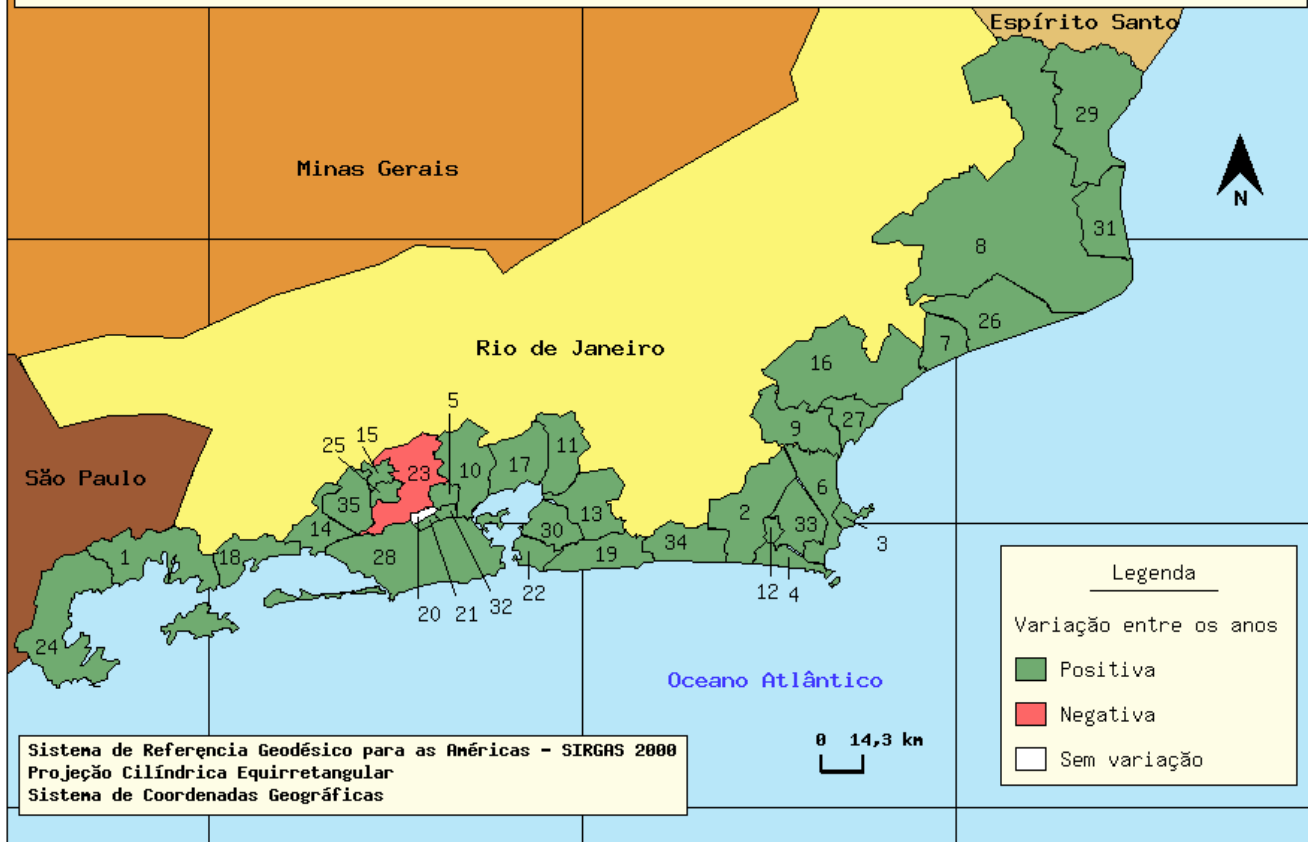 Espírito Santo
29
Minas Gerais
N
31
8
26
Rio de Janeiro
7
16
5
27
15
9
25
11
23
17
10
São Paulo
6
35
2
13
14
33
30
3
28
1
18
19
34
22
12
4
32
20
21
24
Legenda
Variação entre os anos
Positiva
Negativa
Sem variação
Oceano Atlântico
0 14,3 km
Sistema de Referençia Geodésico para as Américas - SIRGAS 2000
Projeção Cilíndrica Equirretangular
Sistema de Coordenadas Geográficas